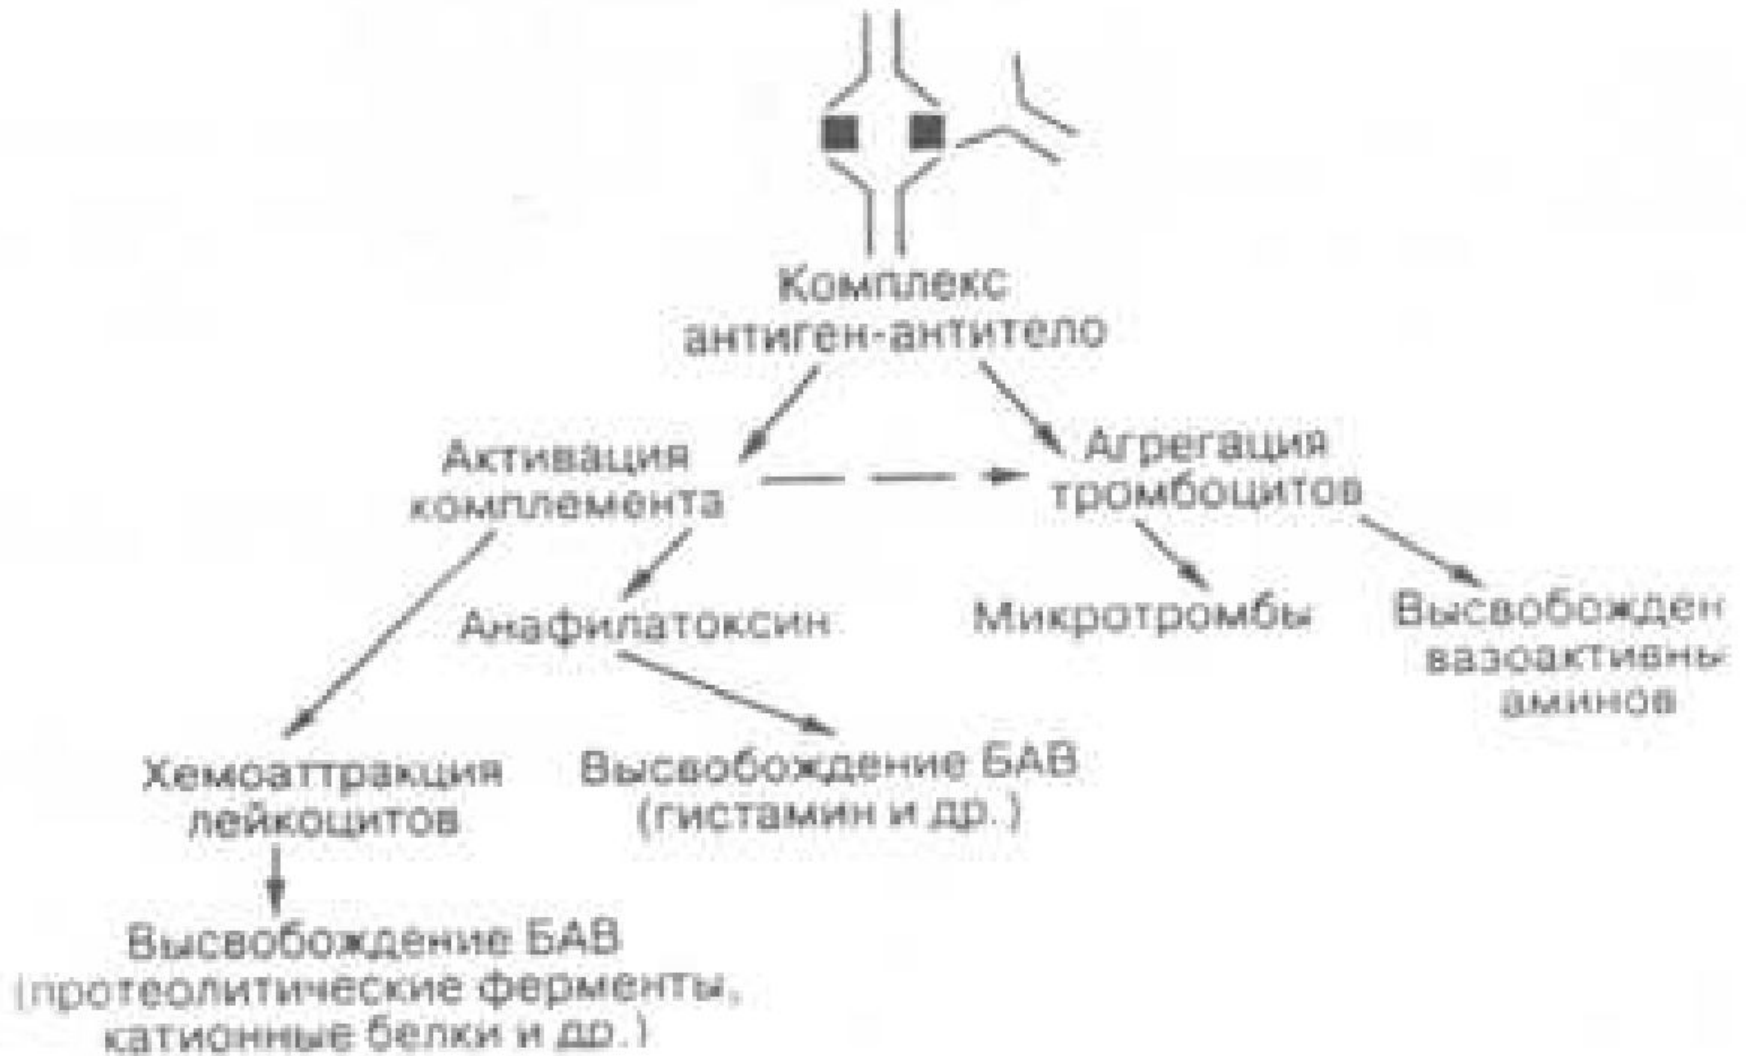 Комплекс
антиген-антитело
Активация
комплемента
Агрегация
тромбоцитов
Анафилатоксин
Микротромбы
Высвобожден
вазоактивны
аминов
Хемоаттракция
лейкоцитов
Высвобождение БАВ
(гистамин и др.)
Высвобождение БАВ
(протеолитические ферменты,
катионные белки и др.)